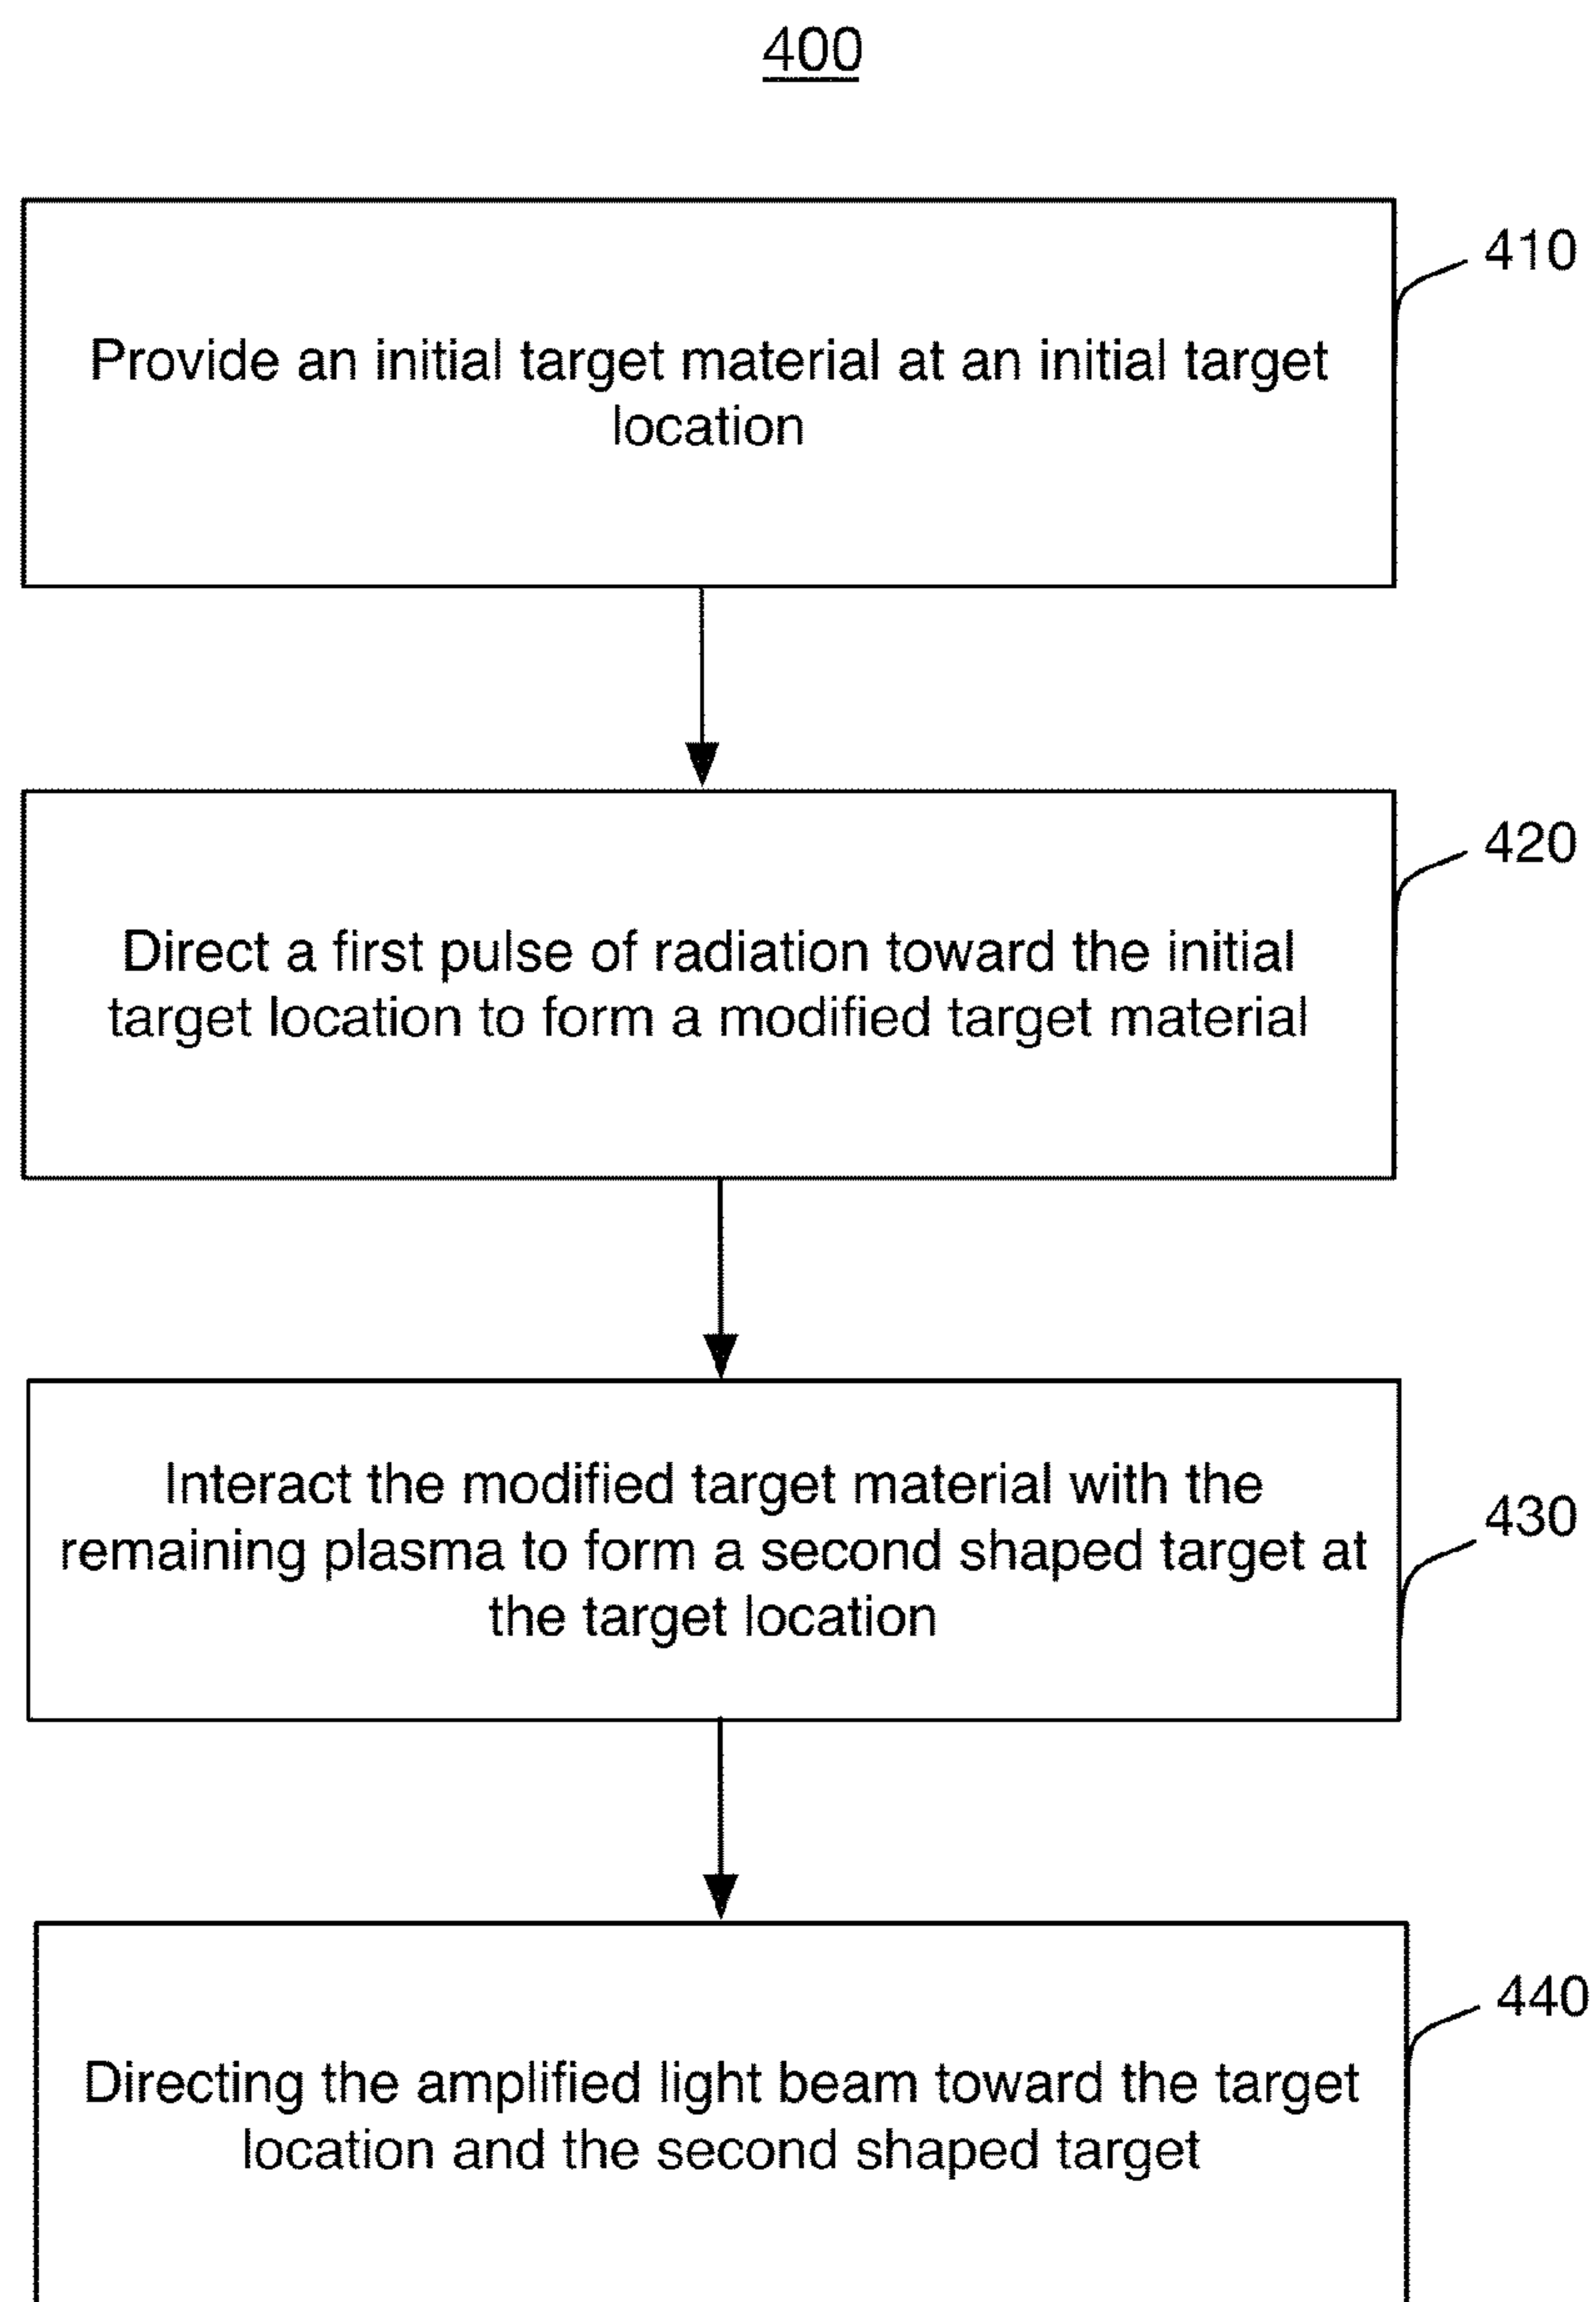 400
410
Provide an initial target material at an initial target
location
420
Direct a first pulse of radiation toward the initial
target location to form a modified target material
Interact the modified target material with the
430
remaining plasma to form a second shaped target at
the target location
440
Directing the amplified light beam toward the target
location and the second shaped target